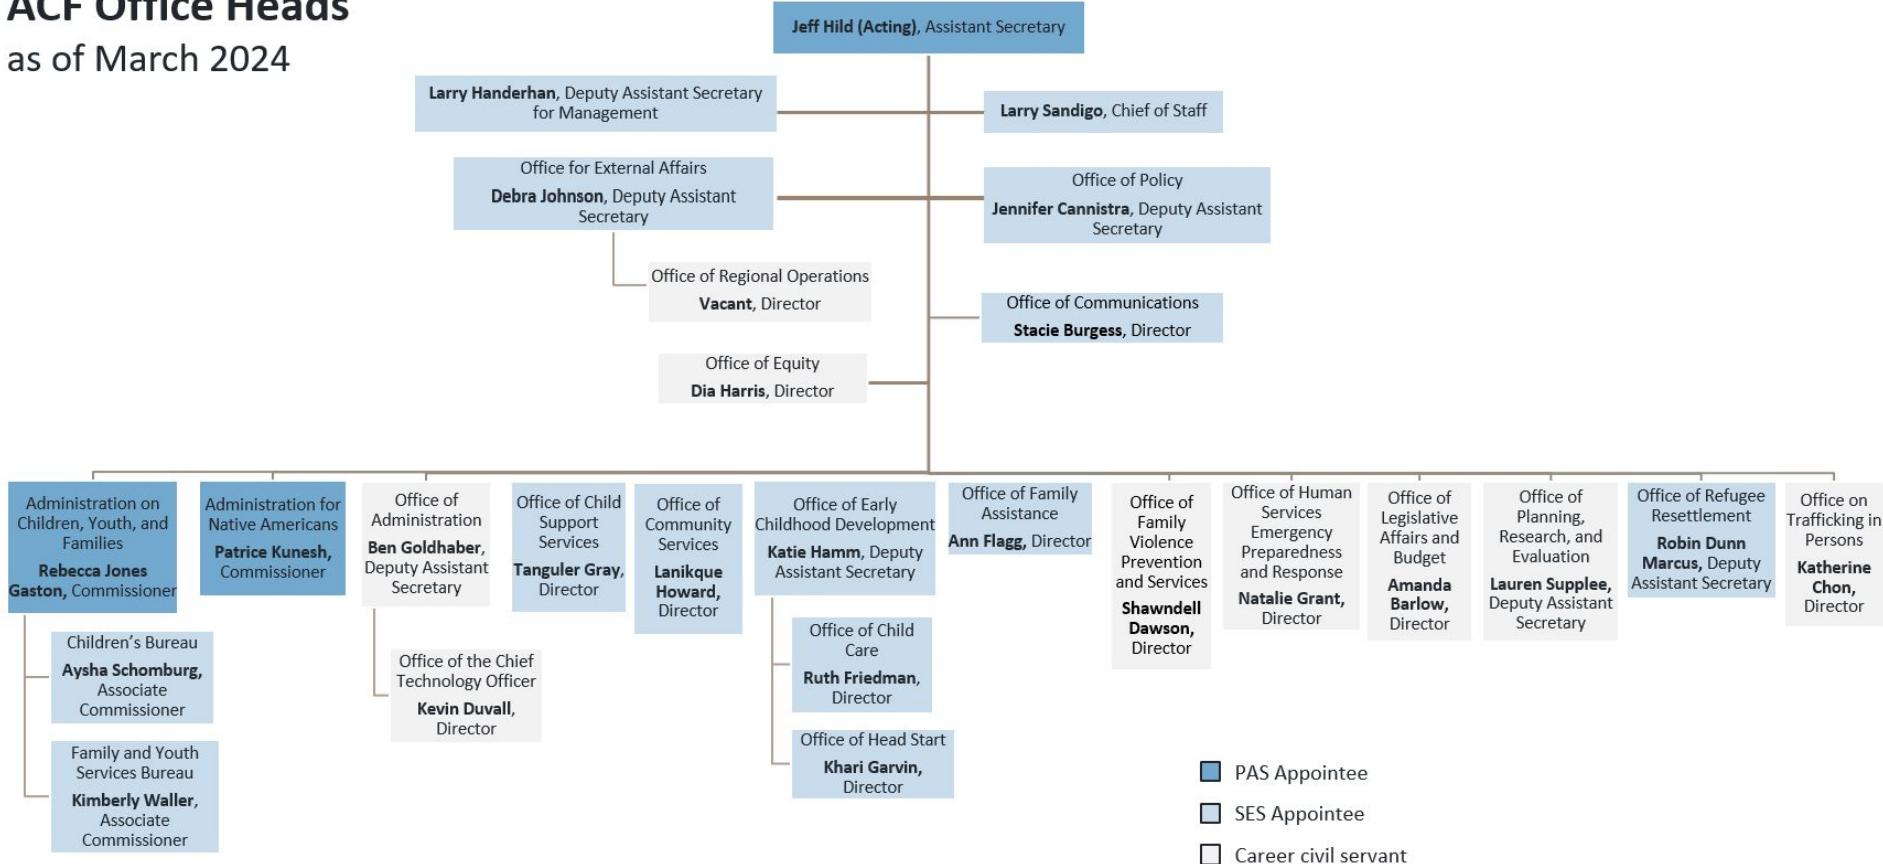 ACF Office Heads
as of March 2024
Jeff Hild (Acting), Assistant Secretary
Larry Handerhan, Deputy Assistant Secretary
for Management
Larry Sandigo, Chief of Staff
Office for External Affairs
Debra Johnson, Deputy Assistant
Secretary
Office of Policy
Jennifer Cannistra, Deputy Assistant
Secretary
Office of Regional Operations
Vacant, Director
Office of Communications
Stacie Burgess, Director
Office of Equity
Dia Harris, Director
Administration on
Children, Youth, and
Families
Rebecca Jones
Gaston, Commissioner
Children’s Bureau
Aysha Schomburg,
Associate
Commissioner
Family and Youth
Services Bureau
Kimberly Waller,
Associate
Commissioner
Administration for
Native Americans
Patrice Kunesh,
Commissioner
Office of
Administration
Ben Goldhaber,
Deputy Assistant
Secretary
Office of the Chief
Technology Officer
Kevin Duvall,
Director
Office of Child
Support
Services
Tanguler Gray,
Director
Office of
Community
Services
Lanikque
Howard,
Director
Office of Early
Childhood Development
Katie Hamm, Deputy
Assistant Secretary
Office of Child
Care
Ruth Friedman,
Director
Office of Head Start
Khari Garvin,
Director
Office of Family
Assistance
Ann Flagg, Director
Office of
Family
Violence
Prevention
and Services
Shawndell
Dawson,
Director
Office of Human
Services
Emergency
Preparedness
and Response
Natalie Grant,
Director
Office of
Legislative
Affairs and
Budget
Amanda
Barlow,
Director
Office of
Planning,
Research, and
Evaluation
Lauren Supplee,
Deputy Assistant
Secretary
Office of Refugee
Resettlement
Robin Dunn
Marcus, Deputy
Assistant Secretary
Office on
Trafficking in
Persons
Katherine
Chon,
Director
PAS Appointee
SES Appointee
Career civil servant